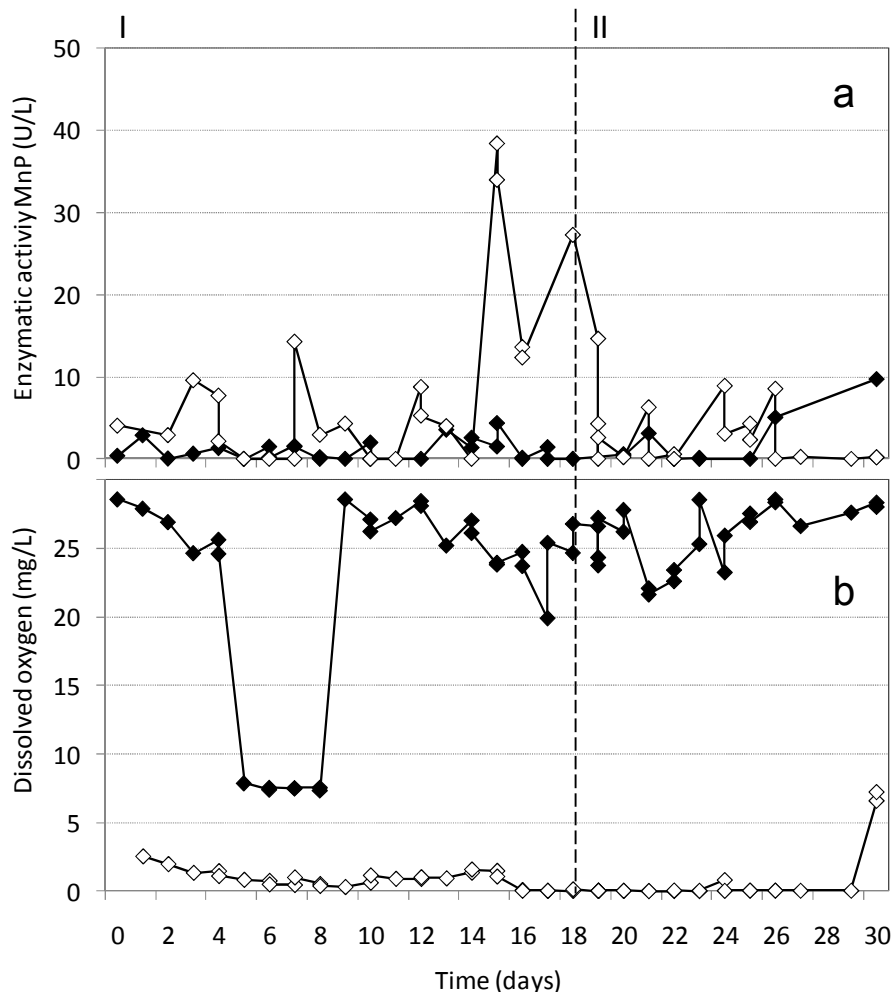 I II
50
40
30
20
10
0
a
Enzymatic activiy MnP (U/L)
25
20
15
10
5
0
b
Dissolved oxygen (mg/L)
0 2 4 6 8 10 12 14 16 18 20 22 24 26 28 30
Time (days)